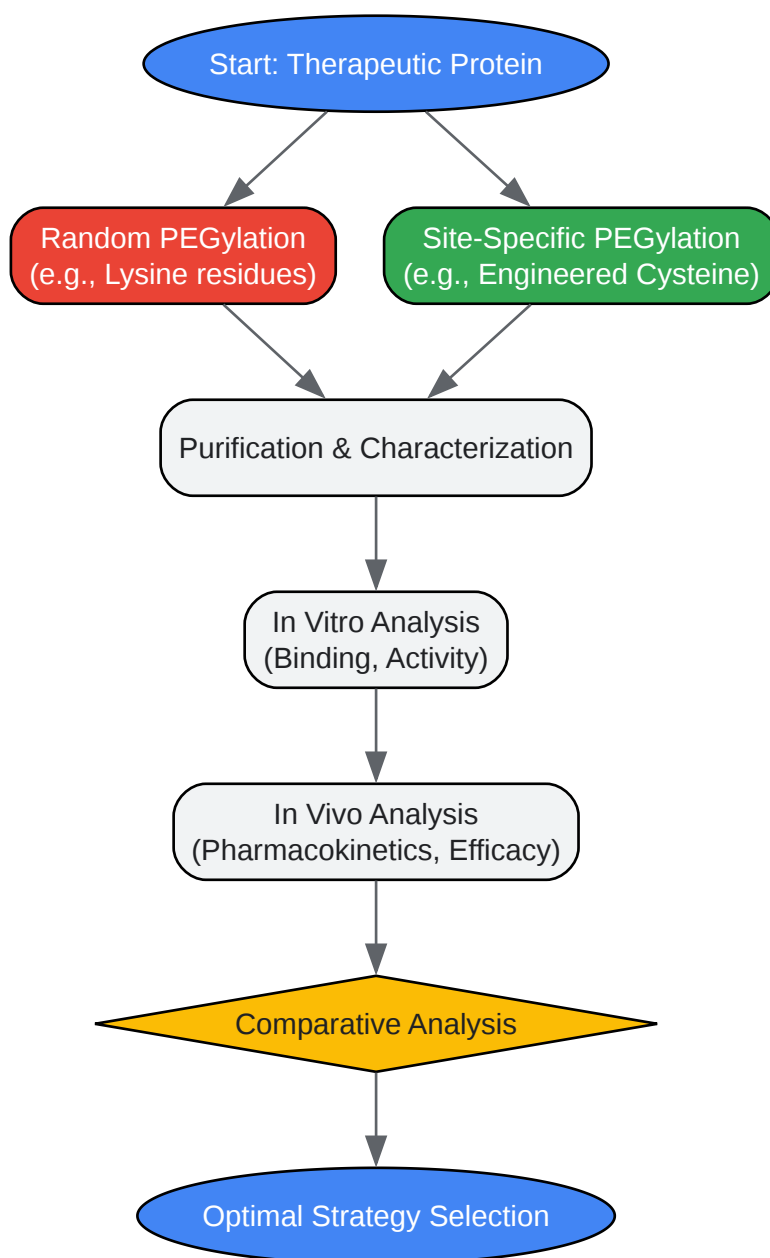 Start: Therapeutic Protein
Random PEGylation
(e.g., Lysine residues)
Site-Specific PEGylation
(e.g., Engineered Cysteine)
Purification & Characterization
In Vitro Analysis
(Binding, Activity)
In Vivo Analysis
(Pharmacokinetics, Efficacy)
Comparative Analysis
Optimal Strategy Selection